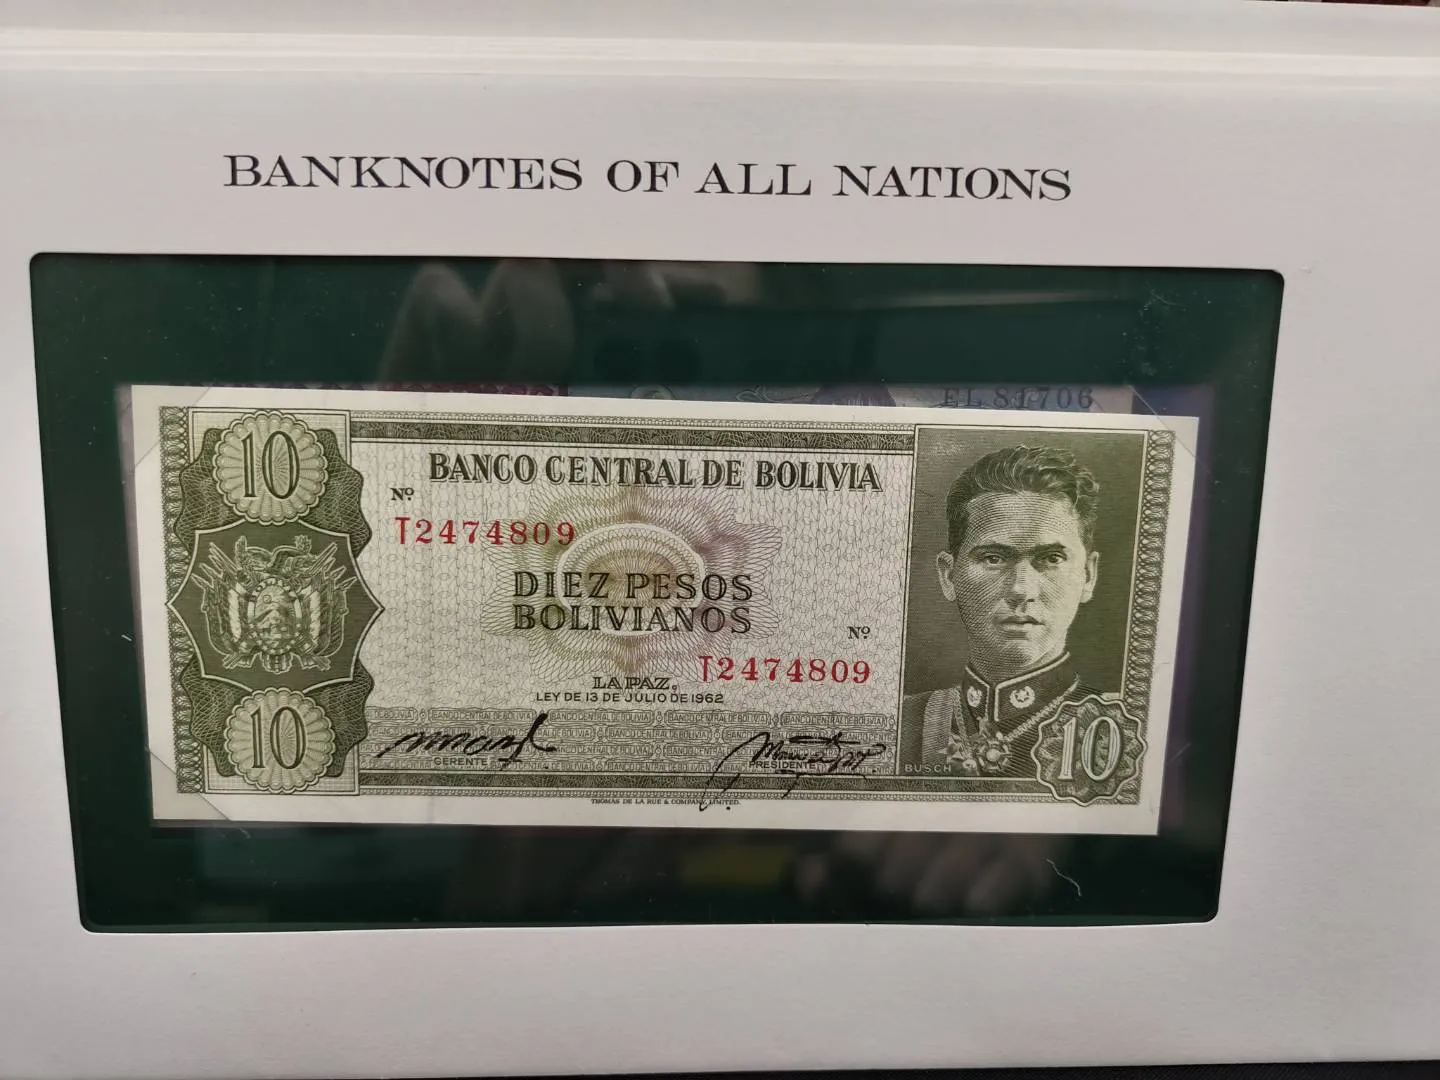 BANKNOTES OF ALL NATIONS
EL 81706
10
BANCO CENTRAL DE BOLIVIA
Nº
T2474809
DIEZ PESOS
BOLIVIANOS
Nº
T2474809
LA PAZ,
LEY DE 13 DE JULIO DE 1962
10
GERENTE
PRESIDENTE
BUSCH
10
THOMAS DE LA RUE & COMPANY, LIMITED.